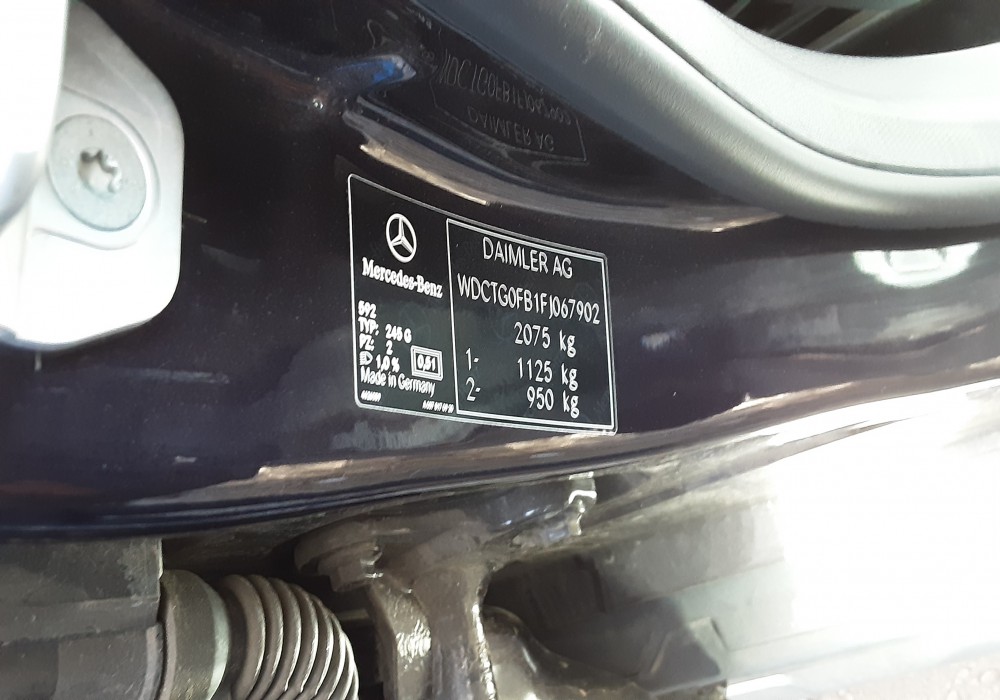 Mercedes-Benz
592
TYP: 245 G
PZ: 2
1,0 % 0,51
Made in Germany
DAIMLER AG
WDCTG0FB1FJ067902
2075 kg
1- 1125 kg
2- 950 kg